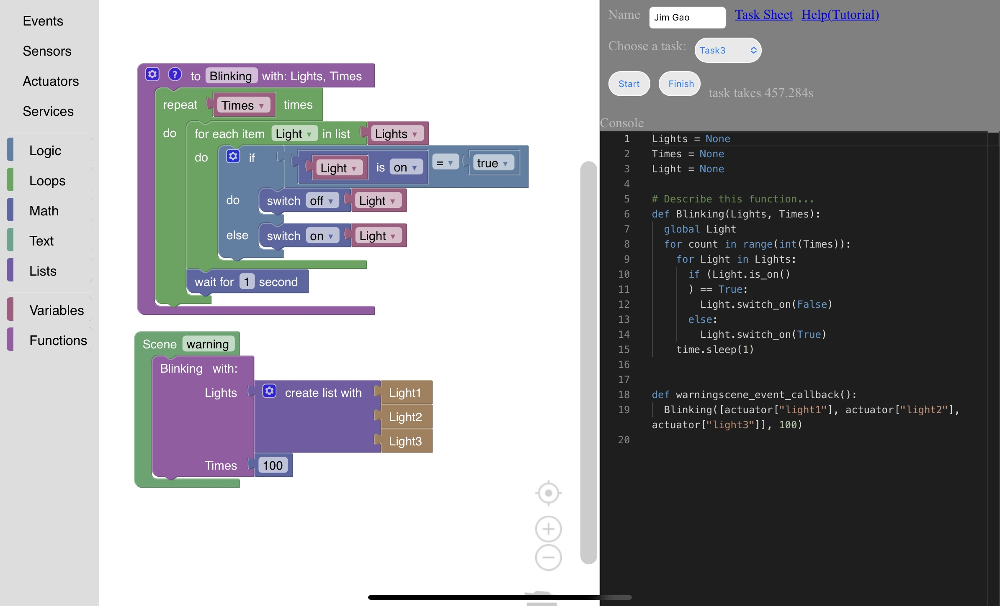 Events
Sensors
Actuators
Services
Logic
Loops
Math
Text
Lists
Variables
Functions
? to Blinking with: Lights, Times
repeat Times ▾ times
do for each item Light ▾ in list Lights ▾
do if Light ▾ is on ▾ = ▾ true ▾
do switch off ▾ Light ▾
else switch on ▾ Light ▾
wait for 1 second
Scene warning
Blinking with:
Lights create list with Light1
Light2
Light3
Times 100
Name Jim Gao Task Sheet Help(Tutorial)
Choose a task: Task3
Start Finish task takes 457.284s
Console
1 Lights = None
2 Times = None
3 Light = None
4
5 # Describe this function...
6 def Blinking(Lights, Times):
7 global Light
8 for count in range(int(Times)):
9 for Light in Lights:
10 if (Light.is_on()
11 ) == True:
12 Light.switch_on(False)
13 else:
14 Light.switch_on(True)
15 time.sleep(1)
16
17
18 def warningscene_event_callback():
19 Blinking([actuator["light1"], actuator["light2"],
actuator["light3"]], 100)
20